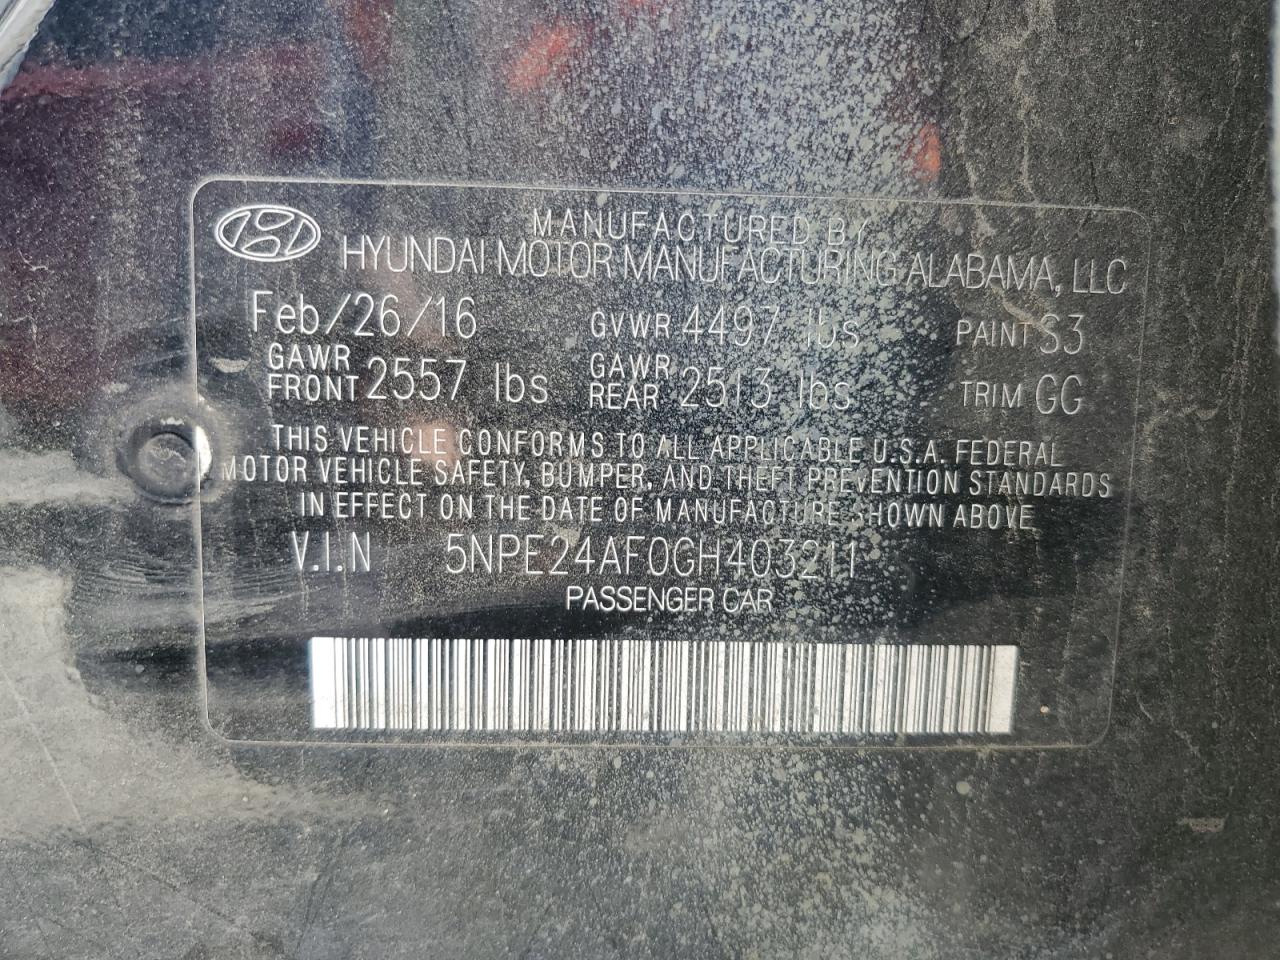 MANUFACTURED BY
HYUNDAI MOTOR MANUFACTURING ALABAMA, LLC
Feb/26/16 GVWR 4497 lbs PAINT S3
GAWR FRONT 2557 lbs GAWR REAR 2513 lbs TRIM GG
THIS VEHICLE CONFORMS TO ALL APPLICABLE U.S.A. FEDERAL
MOTOR VEHICLE SAFETY, BUMPER, AND THEFT PREVENTION STANDARDS
IN EFFECT ON THE DATE OF MANUFACTURE SHOWN ABOVE
V.I.N 5NPE24AF0GH403211
PASSENGER CAR